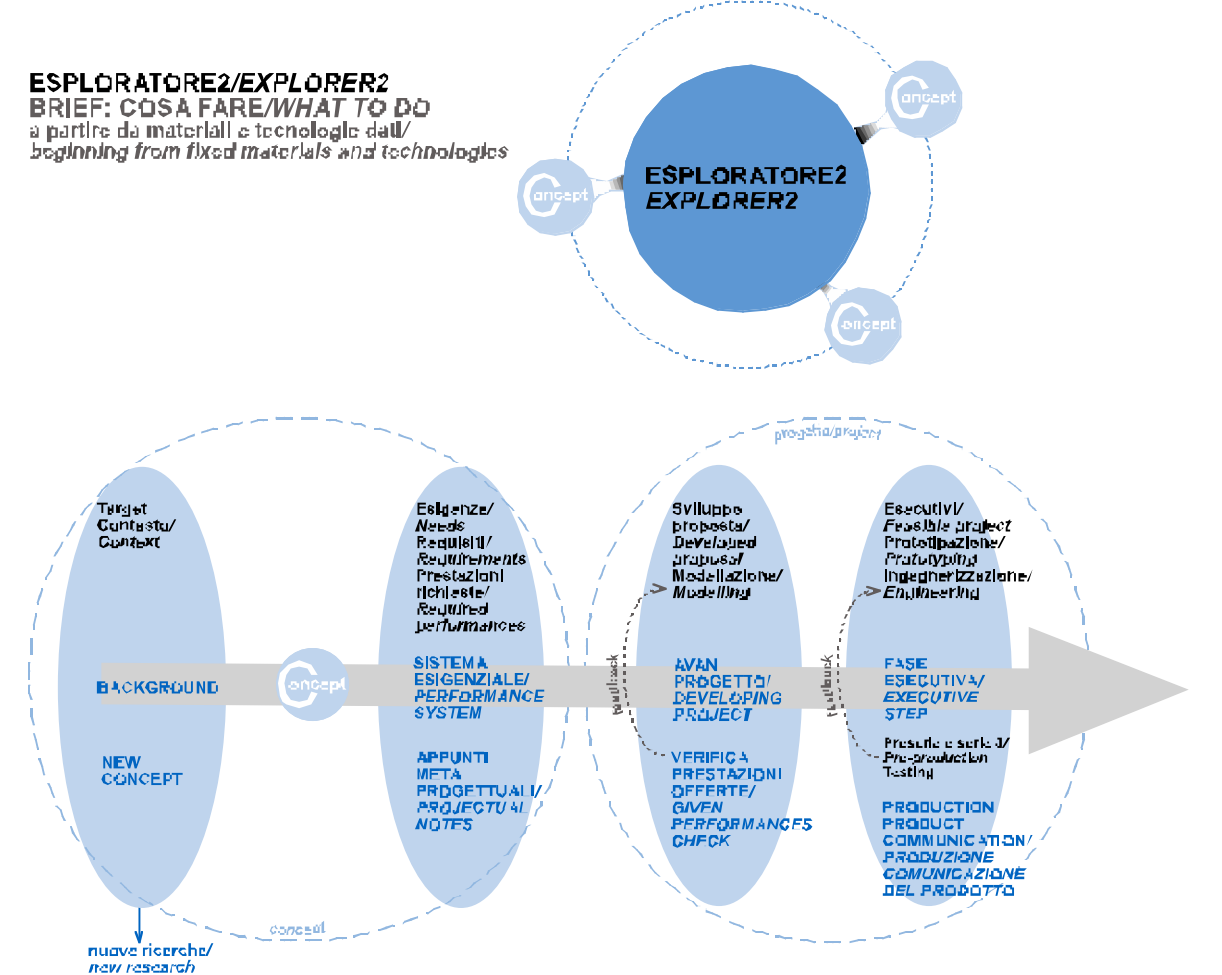 ESPLORATORE2/EXPLORER2
BRIEF: COSA FARE/WHAT TO DO
a partire da materiali e tecnologie dati/
beginning from fixed materials and technologies
Concept
Concept
ESPLORATORE2
EXPLORER2
Concept
progetto/project
Target
Contesto/
Context
BACKGROUND
NEW
CONCEPT
Concept
Esigenze/
Needs
Requisiti/
Requirements
Prestazioni
richieste/
Required
performances
SISTEMA
ESIGENZIALE/
PERFORMANCE
SYSTEM
APPUNTI
META
PROGETTUALI/
PROJECTUAL
NOTES
Sviluppo
proposta/
Developed
proposal
Modellazione/
Modelling
feedback
AVAN
PROGETTO/
DEVELOPING
PROJECT
VERIFICA
PRESTAZIONI
OFFERTE/
GIVEN
PERFORMANCES
CHECK
Esecutivi/
Feasible project
Prototipazione/
Prototyping
Ingegnerizzazione/
Engineering
feedback
FASE
ESECUTIVA/
EXECUTIVE
STEP
Preserie e serie 0/
Pre-production
Testing
PRODUCTION
PRODUCT
COMMUNICATION/
PRODUZIONE
COMUNICAZIONE
DEL PRODOTTO
concept
nuove ricerche/
new research